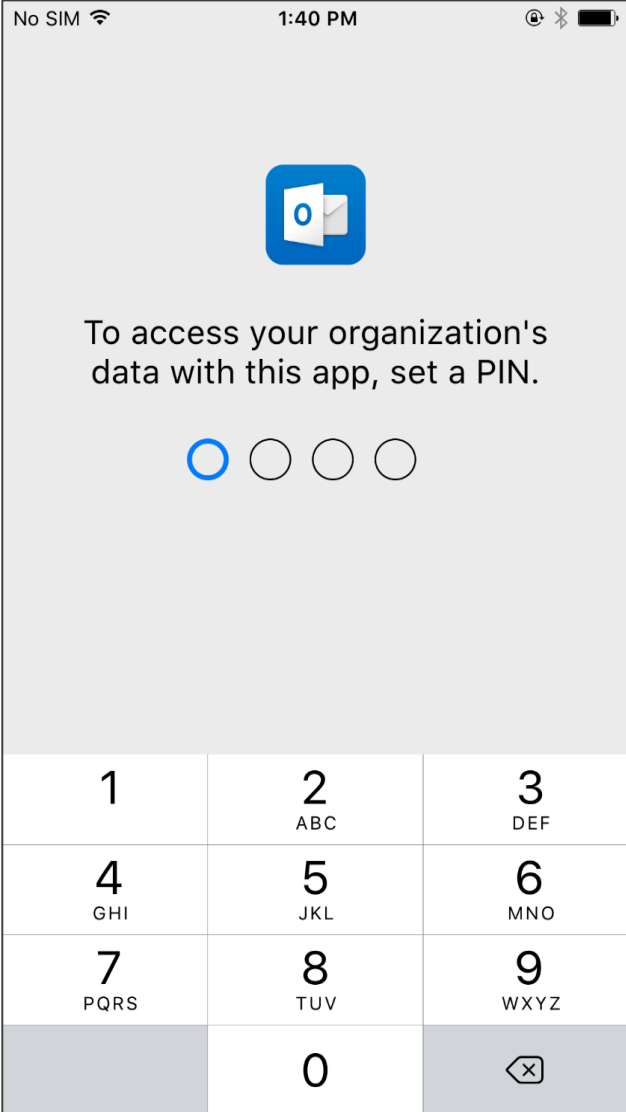 No SIM 1:40 PM
O
To access your organization's
data with this app, set a PIN.
1 2 3
ABC DEF
4 5 6
GHI JKL MNO
7 8 9
PQRS TUV WXYZ
0